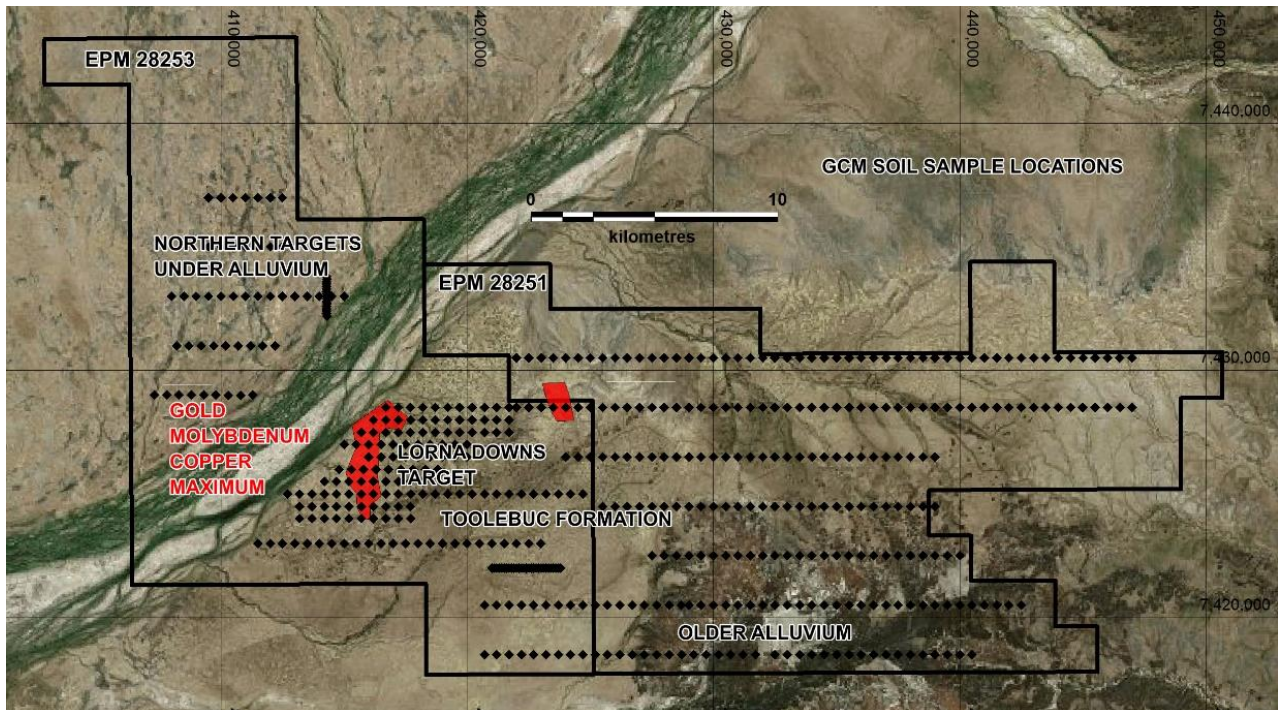 410,000
420,000
430,000
440,000
450,000
EPM 28253
7,440,000
GCM SOIL SAMPLE LOCATIONS
0 10
kilometres
NORTHERN TARGETS
UNDER ALLUVIUM
EPM 28251
7,430,000
GOLD
MOLYBDENUM
COPPER
MAXIMUM
LORNA DOWNS
TARGET
TOOLEBUC FORMATION
7,420,000
OLDER ALLUVIUM